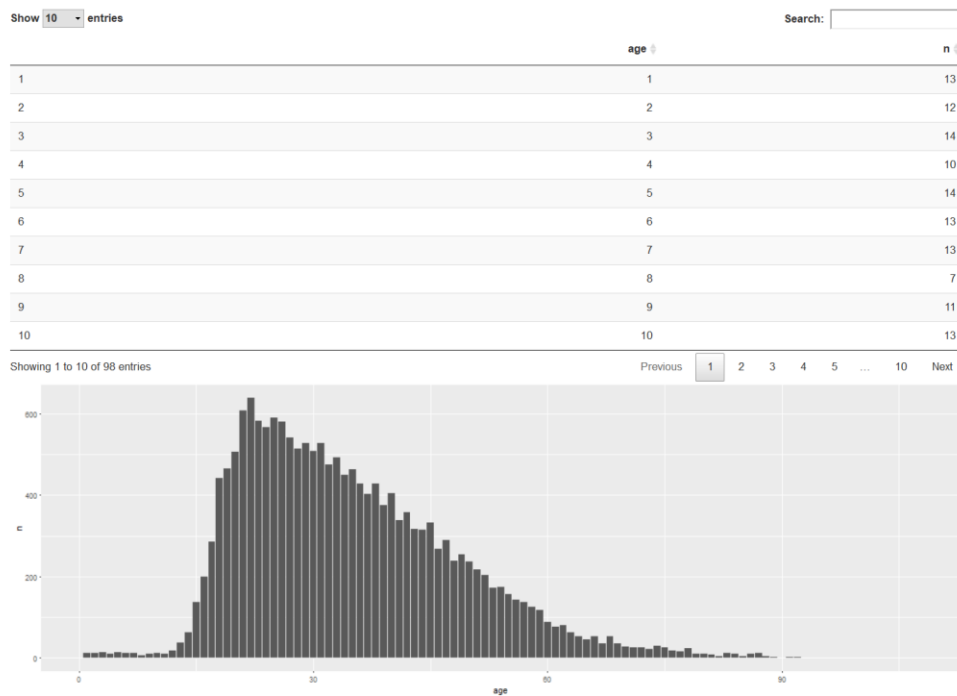 Show 10 entries Search:
age n
1 1 13
2 2 12
3 3 14
4 4 10
5 5 14
6 6 13
7 7 13
8 8 7
9 9 11
10 10 13
Showing 1 to 10 of 98 entries Previous 1 2 3 4 5 … 10 Next
600
400
n
200
0
0 30 60 90
age